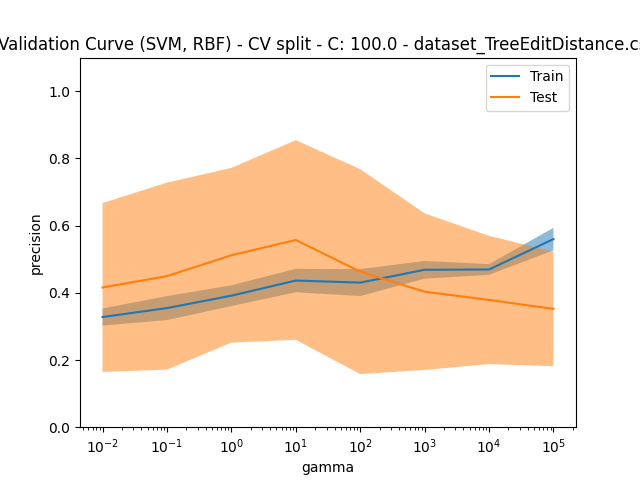 Validation Curve (SVM, RBF) - CV split - C: 100.0 - dataset_TreeEditDistance.c
Train
Test
1.0
0.8
0.6
0.4
0.2
0.0
precision
10⁻² 10⁻¹ 10⁰ 10¹ 10² 10³ 10⁴ 10⁵
gamma